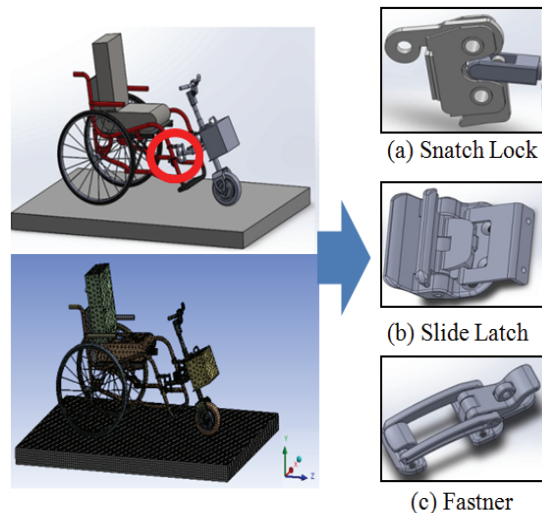 (a) Snatch Lock
(b) Slide Latch
Y
X
Z
(c) Fastner